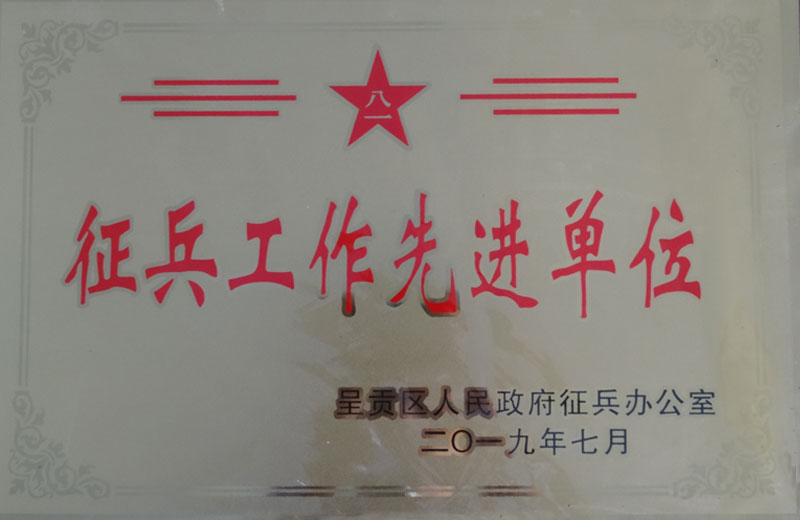 八一
征兵工作先进单位
呈贡区人民政府征兵办公室
二〇一九年七月